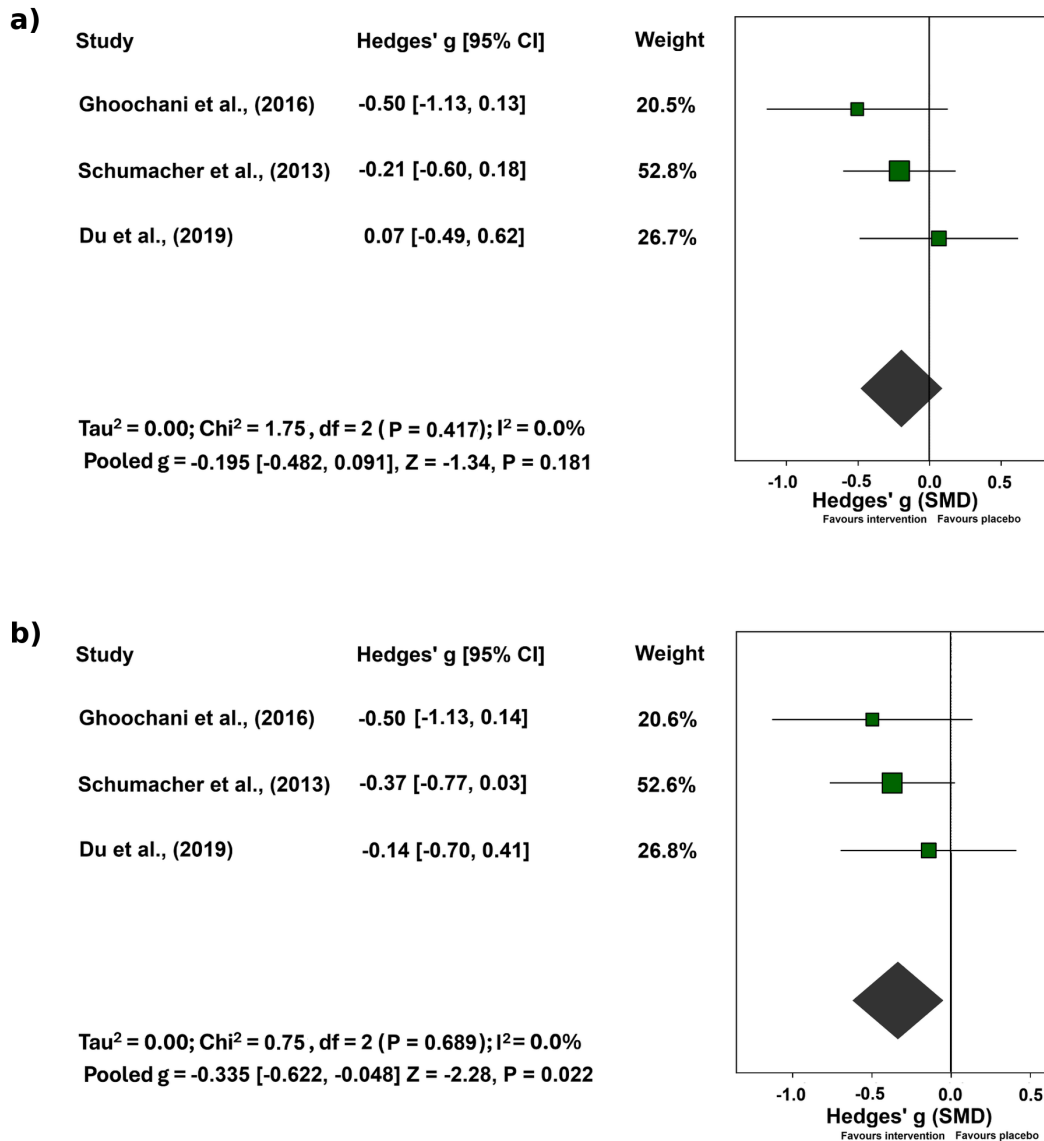 a)
Study Hedges' g [95% CI] Weight
Ghoochani et al., (2016) -0.50 [-1.13, 0.13] 20.5%
Schumacher et al., (2013) -0.21 [-0.60, 0.18] 52.8%
Du et al., (2019) 0.07 [-0.49, 0.62] 26.7%
Tau² = 0.00; Chi² = 1.75, df = 2 (P = 0.417); I² = 0.0%
Pooled g = -0.195 [-0.482, 0.091], Z = -1.34, P = 0.181
-1.0 -0.5 0.0 0.5
Hedges' g (SMD)
Favours intervention Favours placebo
b)
Study Hedges' g [95% CI] Weight
Ghoochani et al., (2016) -0.50 [-1.13, 0.14] 20.6%
Schumacher et al., (2013) -0.37 [-0.77, 0.03] 52.6%
Du et al., (2019) -0.14 [-0.70, 0.41] 26.8%
Tau² = 0.00; Chi² = 0.75, df = 2 (P = 0.689); I² = 0.0%
Pooled g = -0.335 [-0.622, -0.048] Z = -2.28, P = 0.022
-1.0 -0.5 0.0 0.5
Hedges' g (SMD)
Favours intervention Favours placebo